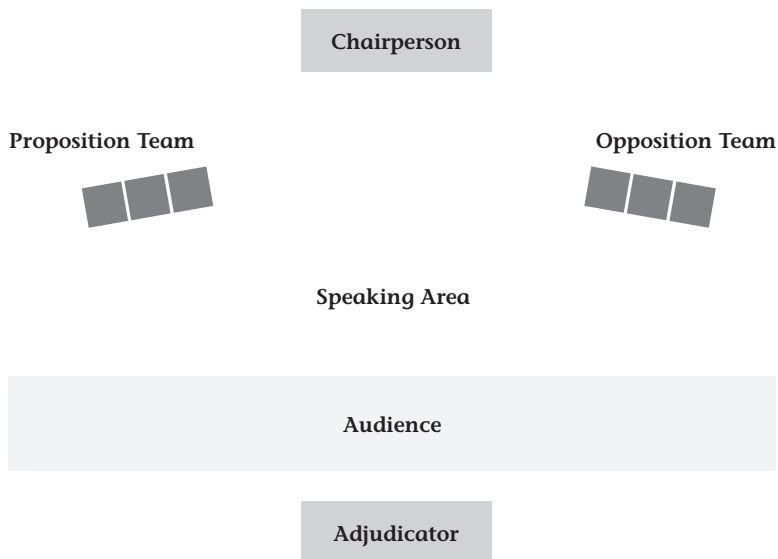 Chairperson
Proposition Team
Opposition Team
Speaking Area
Audience
Adjudicator